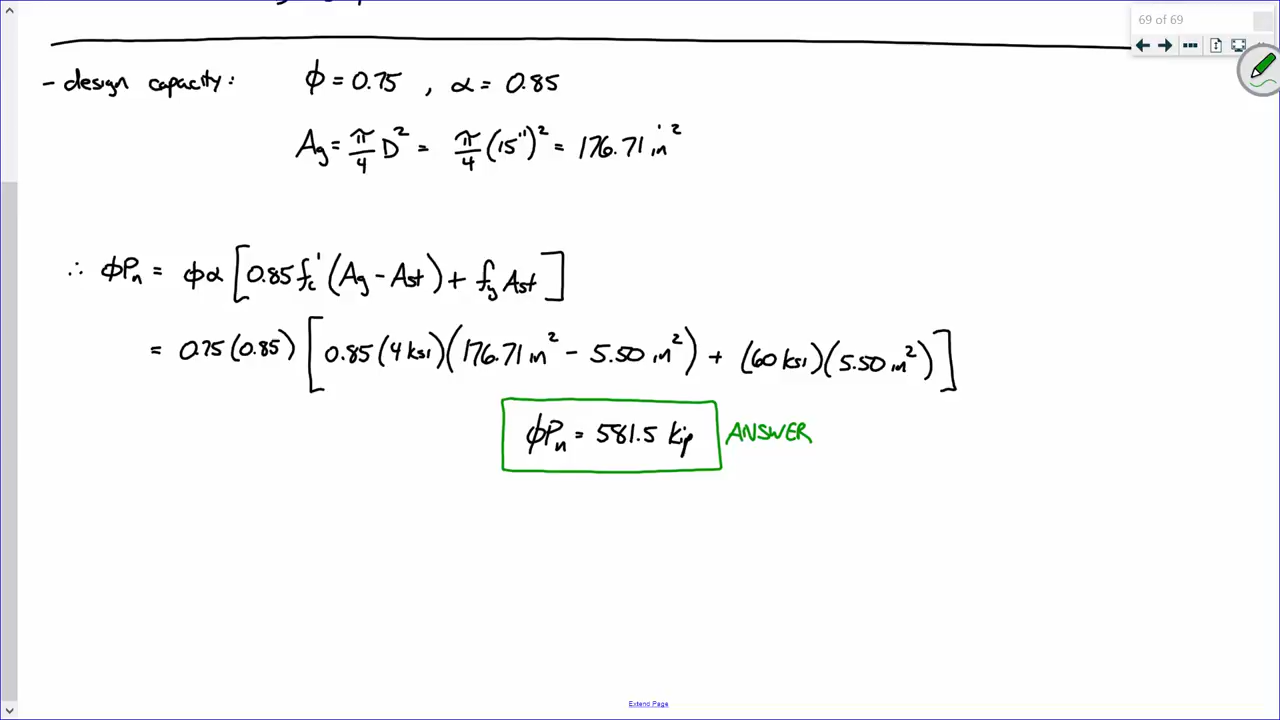 69 of 69
- design capacity: ϕ = 0.75 , α = 0.85
Ag = π/4 D² = π/4 (15")² = 176.71 in²
∴ ϕPn = ϕα [0.85 fc' (Ag - Ast) + fy Ast]
= 0.75 (0.85) [0.85 (4 ksi) (176.71 in² - 5.50 in²) + (60 ksi)(5.50 in²)]
ϕPn = 581.5 kip ANSWER
Extend Page